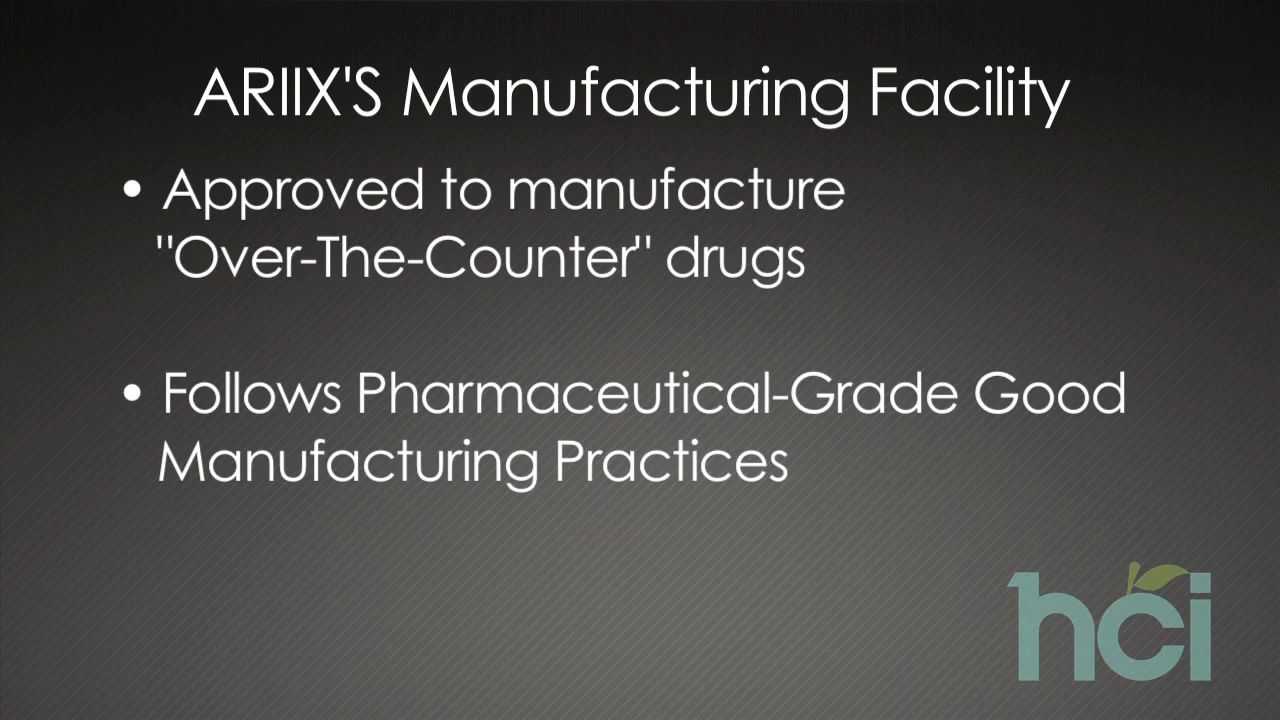 ARIIX'S Manufacturing Facility
• Approved to manufacture
"Over-The-Counter" drugs
• Follows Pharmaceutical-Grade Good
Manufacturing Practices
hci